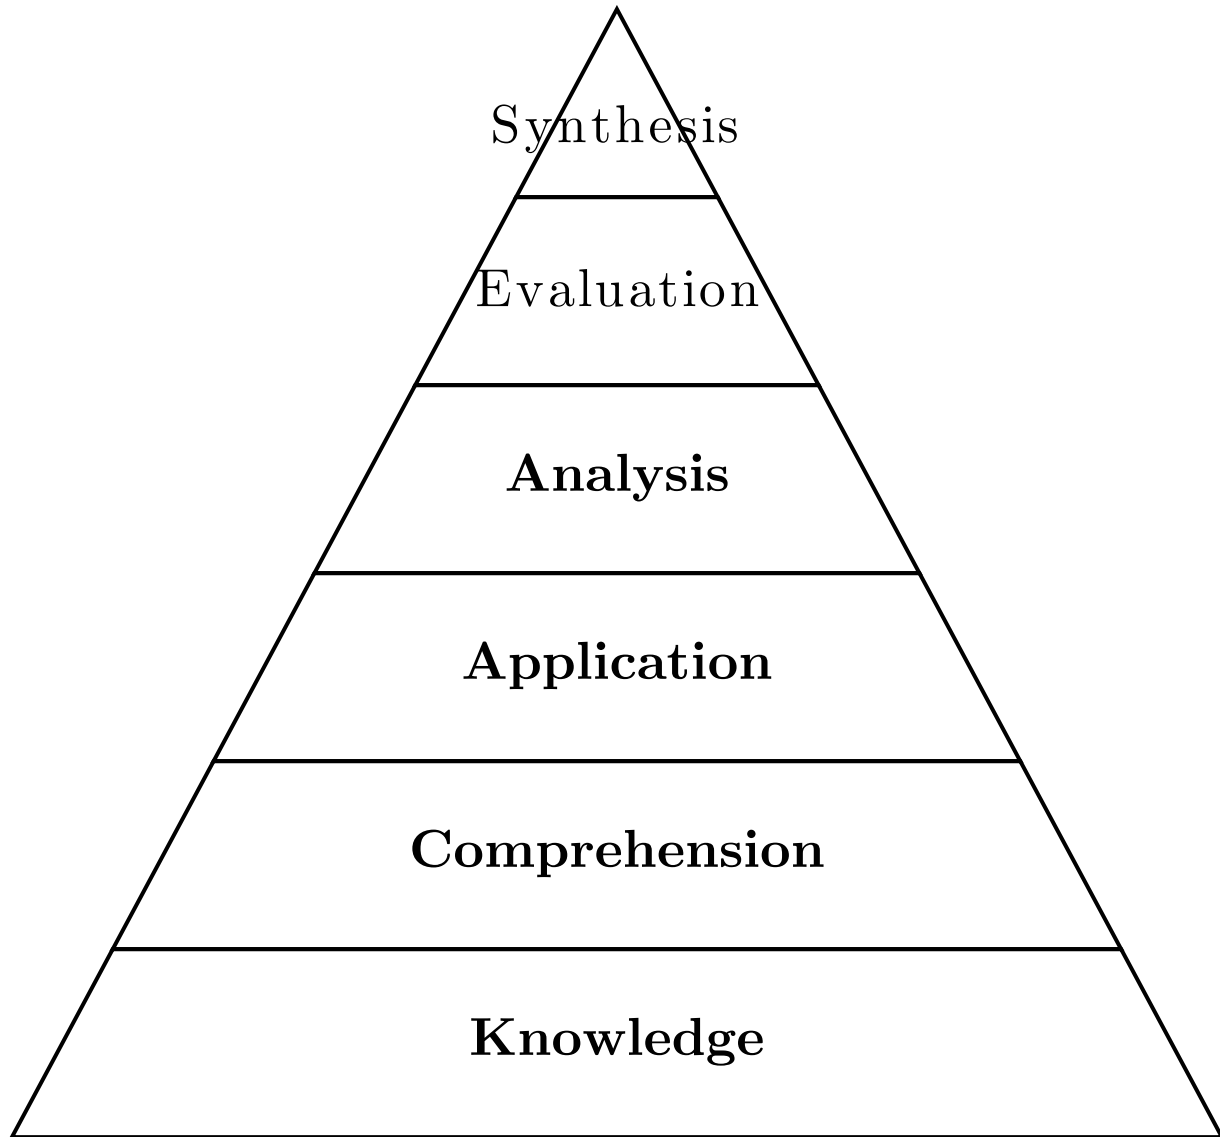 Synthesis
Evaluation
Analysis
Application
Comprehension
Knowledge